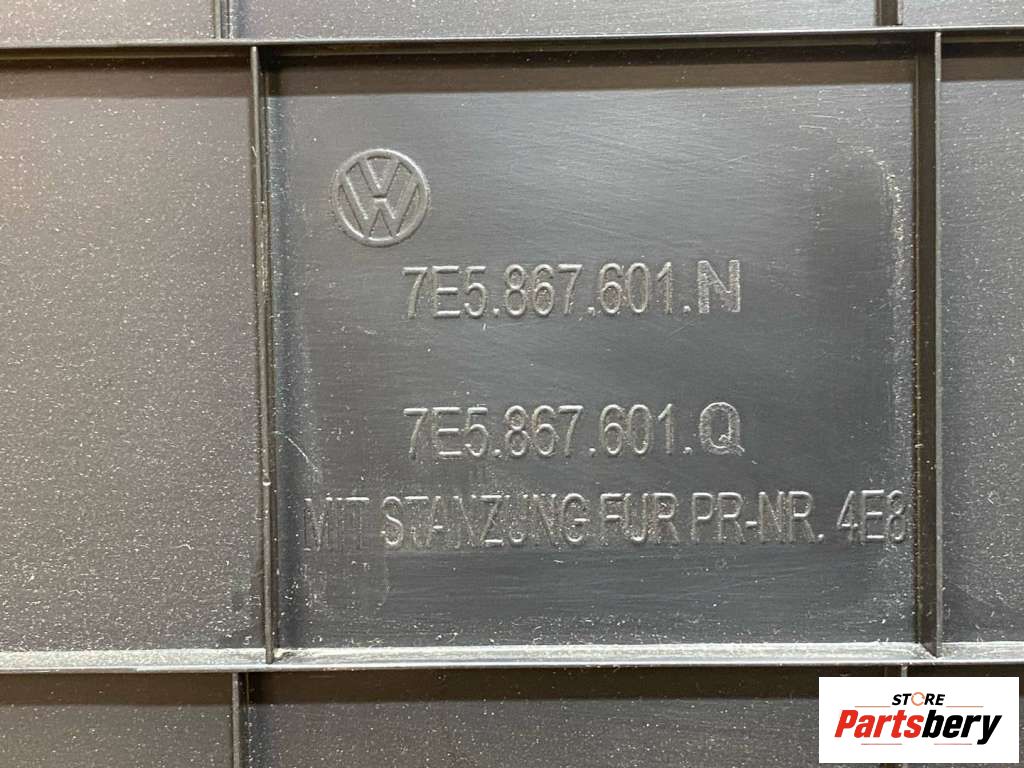 VW
7E5.867.601.N
7E5.867.601.Q
MIT STANZUNG FUR PR-NR. 4E8
STORE
Partsbery